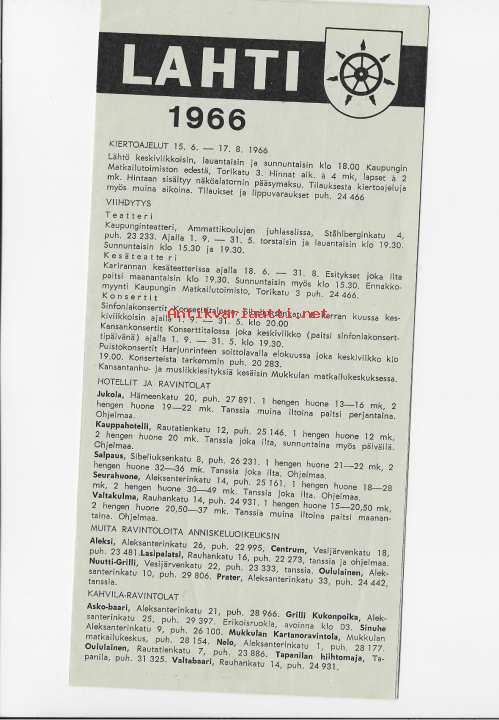 LAHTI
1966
KIERTOAJELUT 15. 6. — 17. 8. 1966
Lähtö keskiviikkoisin, lauantaisin ja sunnuntaisin klo 18.00 Kaupungin
Matkailutoimiston edestä, Torikatu 3. Hinnat aik. à 4 mk, lapset à 2
mk. Hintaan sisältyy näköalatornin pääsymaksu. Tilauksesta kiertoajeluja
myös muina aikoina. Tilaukset ja lippuvaraukset puh. 24 466
VIIHDYTYS
Teatteri
Kaupunginteatteri, Ammattikoulujen juhlasalissa, Ståhlberginkatu 4,
puh. 23 233. Ajalla 1. 9. — 31. 5. torstaisin ja lauantaisin klo 19.30.
Sunnuntaisin klo 15.30 ja 19.30.
Kesäteatteri
Karirannan kesäteatterissa ajalla 18. 6. — 31. 8. Esitykset joka ilta
paitsi maanantaisin klo 19.30. Sunnuntaisin myös klo 15.30. Ennakko-
myynti Kaupungin Matkailutoimisto, Torikatu 3 puh. 24 466.
Konsertit
Sinfoniakonsertit Konserttitalossa, kerran kuussa kes-
kiviikkoisin ajalla 1. 9. — 31. 5. klo 20.00
Antikvariaatti.net
Kansankonsertit Konserttitalossa joka keskiviikko (paitsi sinfoniakonsert-
tipäivänä) ajalla 1. 9. — 31. 5. klo 19.30.
Puistokonsertit Harjunrinteen soittolavalla elokuussa joka keskiviikko klo
19.00. Konserteista tarkemmin puh. 20 283.
Kansantanhu- ja musiikkiesityksiä kesäisin Mukkulan matkailukeskuksessa.
HOTELLIT JA RAVINTOLAT
Jukola, Hämeenkatu 20, puh. 27 891. 1 hengen huone 13—16 mk, 2
hengen huone 19—22 mk. Tanssia muina iltoina paitsi perjantaina.
Ohjelmaa.
Kauppahotelli, Rautatienkatu 12, puh. 25 146. 1 hengen huone 12 mk,
2 hengen huone 20 mk. Tanssia joka ilta, sunnuntaina myös päivällä.
Ohjelmaa.
Salpaus, Sibeliuksenkatu 8, puh. 26 231. 1 hengen huone 21—22 mk, 2
hengen huone 32—36 mk. Tanssia joka ilta. Ohjelmaa.
Seurahuone, Aleksanterinkatu 14, puh. 25 161. 1 hengen huone 18—28
mk, 2 hengen huone 30—49 mk. Tanssia joka ilta. Ohjelmaa.
Valtakulma, Rauhankatu 14, puh. 24 931. 1 hengen huone 15—20,50 mk,
2 hengen huone 20,50—37 mk. Tanssia muina iltoina paitsi maanan-
taina. Ohjelmaa.
MUITA RAVINTOLOITA ANNISKELUOIKEUKSIN
Aleksi, Aleksanterinkatu 26, puh. 22 995, Centrum, Vesijärvenkatu 18,
puh. 23 481. Lasipalatsi, Rauhankatu 16, puh. 22 273, tanssia ja ohjelmaa.
Nuutti-Grilli, Vesijärvenkatu 22, puh. 23 333, tanssia. Oululainen, Alek-
santerinkatu 10, puh. 29 806. Prater, Aleksanterinkatu 33, puh. 24 442,
tanssia.
KAHVILA-RAVINTOLAT
Asko-baari, Aleksanterinkatu 21, puh. 28 966. Grilli Kukonpoika, Alek-
santerinkatu 25, puh. 29 397. Erikoisruokia, avoinna klo 03. Sinuhe
Aleksanterinkatu 9, puh. 26 100. Mukkulan Kartanoravintola, Mukkulan
matkailukeskus, puh. 28 154. Nelo, Aleksanterinkatu 1, puh. 28 177.
Oululainen, Rautatienkatu 7, puh. 23 886. Tapanilan hiihtomaja, Ta-
panila, puh. 31 325. Valtabaari, Rauhankatu 14, puh. 24 931.